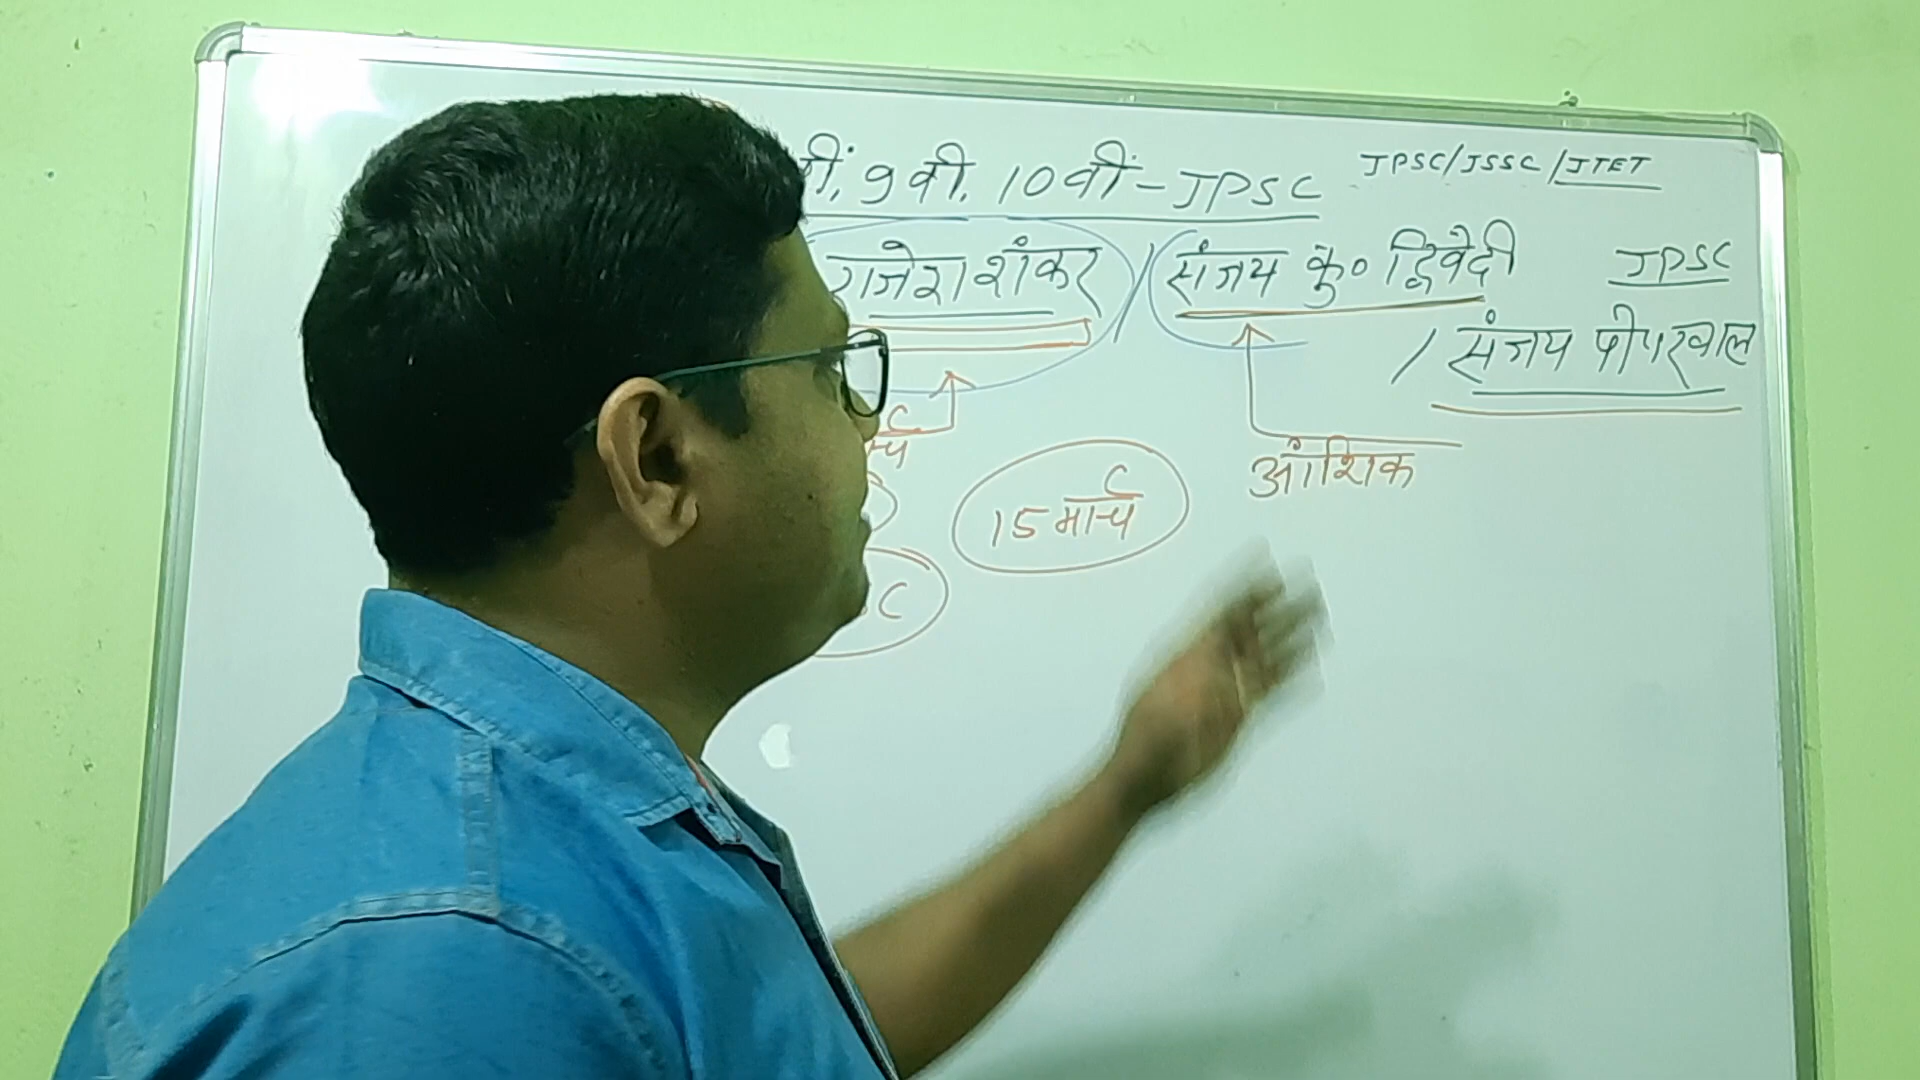 9वी, 10वीं-JPSC
JPSC/JSSC/JTET
राजेश शंकर / संजय कु० द्विवेदी
JPSC
/ संजय पोपरवाल
आंशिक
15 मार्च